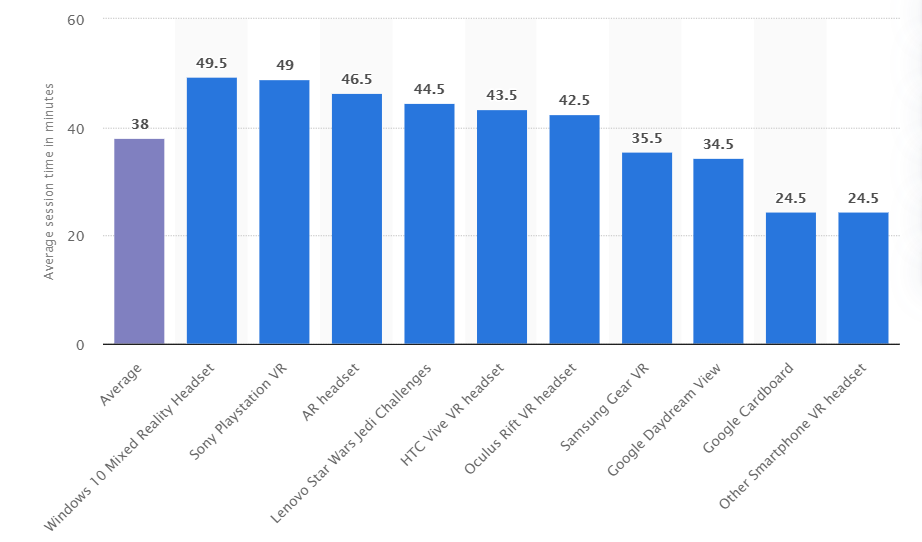 60
40
20
0
Average session time in minutes
38
49.5
49
46.5
44.5
43.5
42.5
35.5
34.5
24.5
24.5
Average
Windows 10 Mixed Reality Headset
Sony Playstation VR
AR headset
Lenovo Star Wars Jedi Challenges
HTC Vive VR headset
Oculus Rift VR headset
Samsung Gear VR
Google Daydream View
Google Cardboard
Other Smartphone VR headset